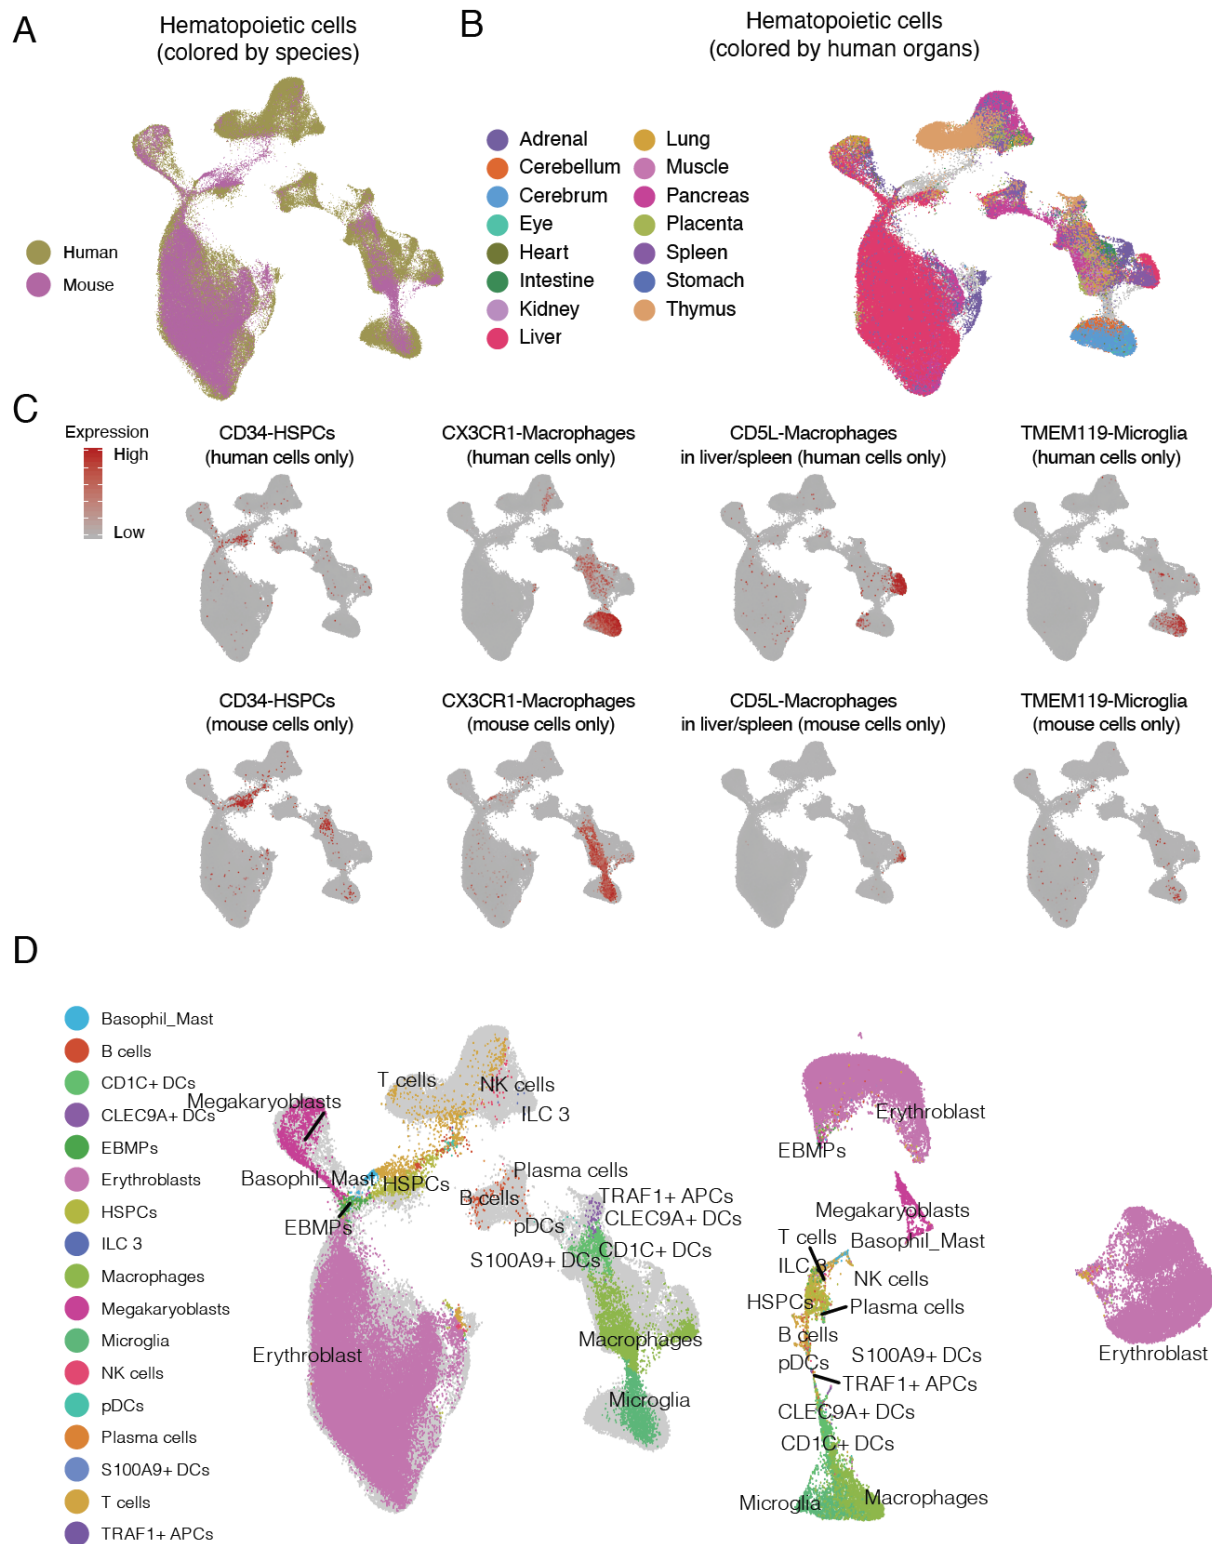 A
Hematopoietic cells
(colored by species)
Human
Mouse
B
Hematopoietic cells
(colored by human organs)
Adrenal
Cerebellum
Cerebrum
Eye
Heart
Intestine
Kidney
Liver
Lung
Muscle
Pancreas
Placenta
Spleen
Stomach
Thymus
C
Expression
High
Low
CD34-HSPCs
(human cells only)
CX3CR1-Macrophages
(human cells only)
CD5L-Macrophages
in liver/spleen (human cells only)
TMEM119-Microglia
(human cells only)
CD34-HSPCs
(mouse cells only)
CX3CR1-Macrophages
(mouse cells only)
CD5L-Macrophages
in liver/spleen (mouse cells only)
TMEM119-Microglia
(mouse cells only)
D
Basophil_Mast
B cells
CD1C+ DCs
CLEC9A+ DCs
EBMPs
Erythroblasts
HSPCs
ILC 3
Macrophages
Megakaryoblasts
Microglia
NK cells
pDCs
Plasma cells
S100A9+ DCs
T cells
TRAF1+ APCs
T cells
NK cells
ILC 3
Megakaryoblasts
Basophil_Mast
HSPCs
EBMPs
Plasma cells
B cells
pDCs
TRAF1+ APCs
CLEC9A+ DCs
CD1C+ DCs
S100A9+ DCs
Erythroblast
Macrophages
Microglia
Erythroblast
EBMPs
Megakaryoblasts
T cells
Basophil_Mast
ILC 3
NK cells
HSPCs
Plasma cells
B cells
S100A9+ DCs
pDCs
TRAF1+ APCs
CLEC9A+ DCs
CD1C+ DCs
Microglia
Macrophages
Erythroblast